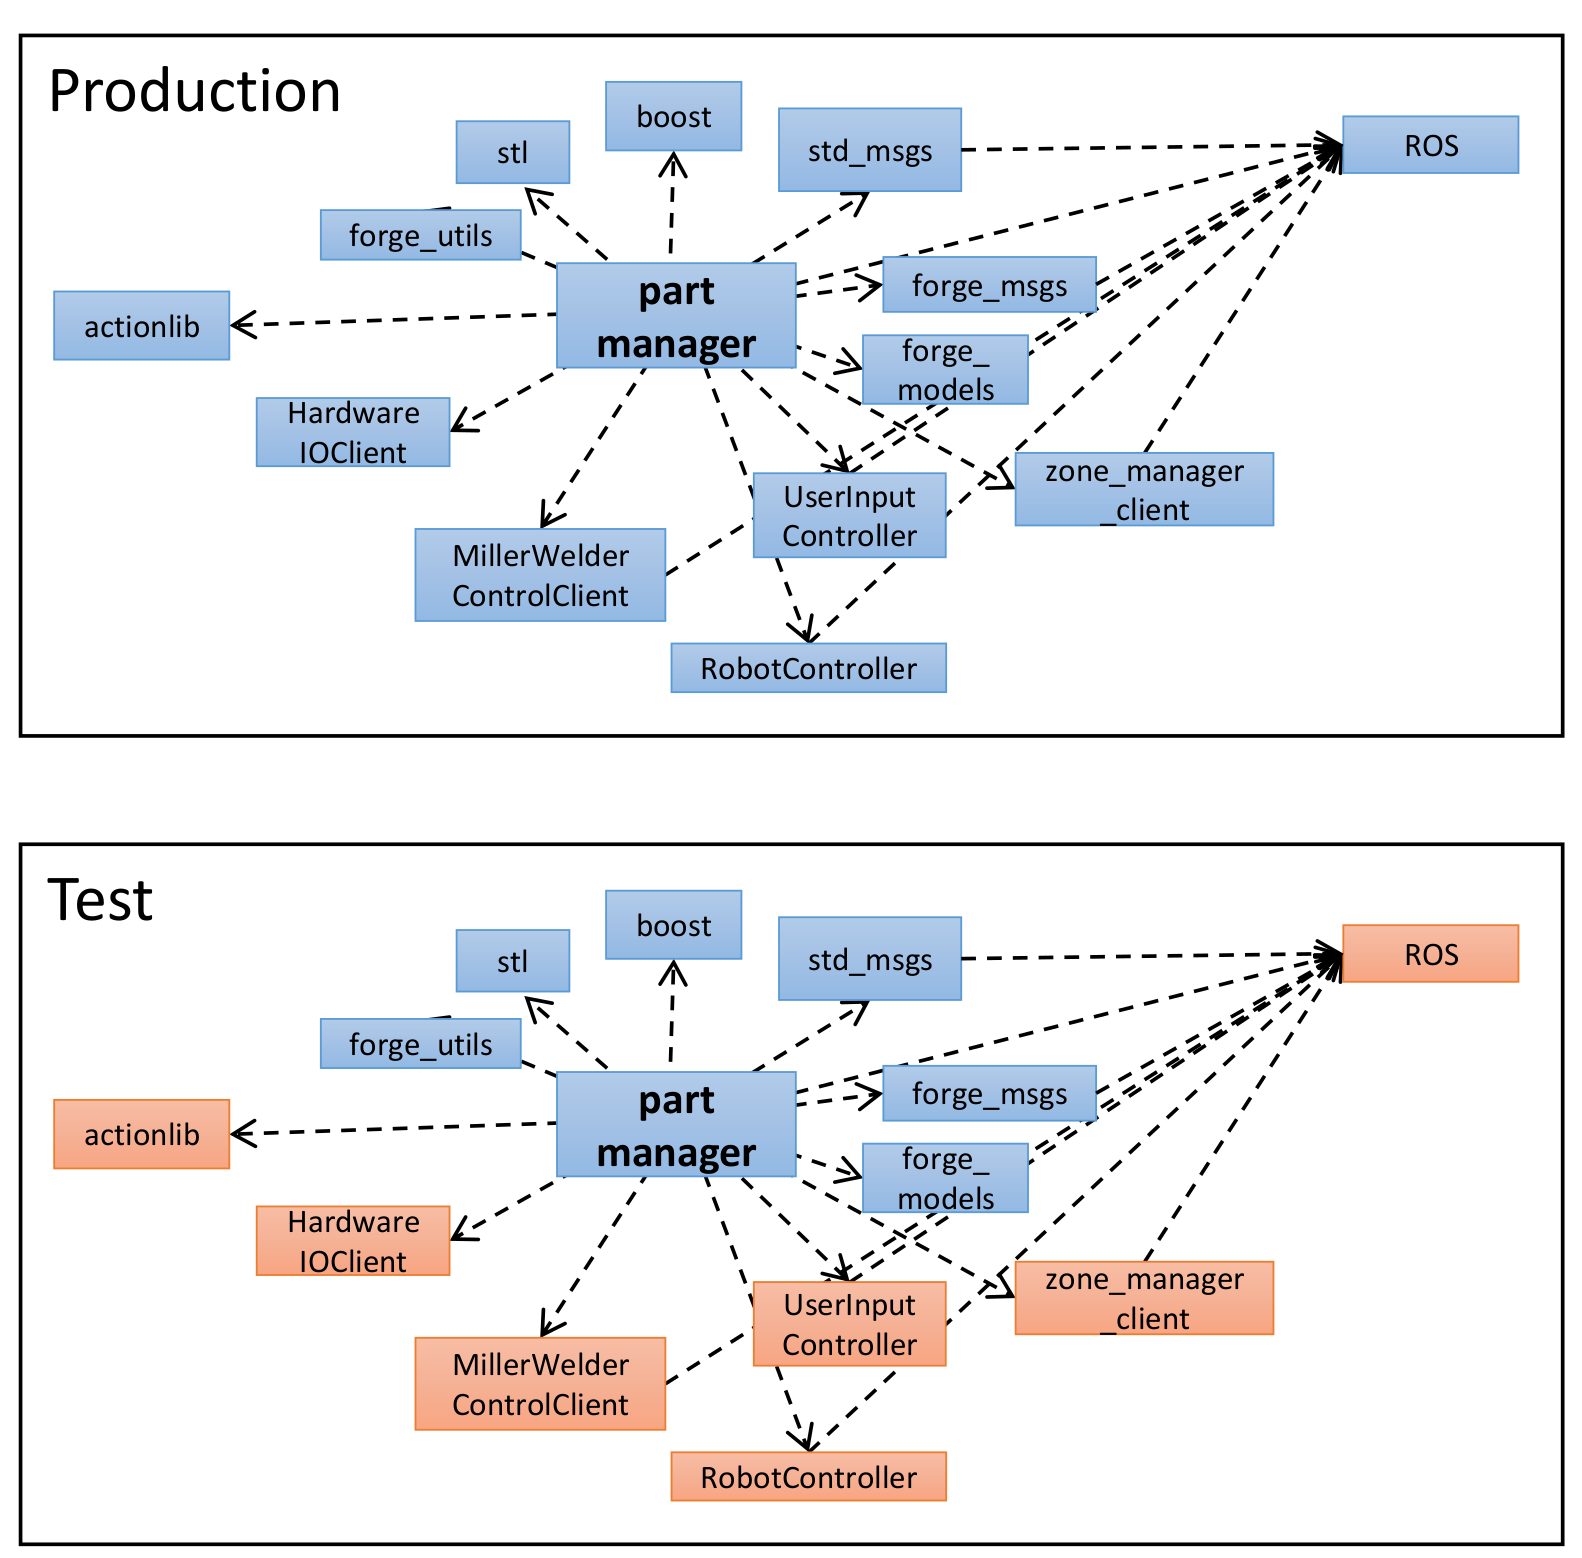 Production
boost
stl
std_msgs
ROS
forge_utils
part
manager
forge_msgs
actionlib
forge_
models
Hardware
IOClient
UserInput
Controller
zone_manager
_client
MillerWelder
ControlClient
RobotController
Test
boost
stl
std_msgs
ROS
forge_utils
part
manager
forge_msgs
actionlib
forge_
models
Hardware
IOClient
UserInput
Controller
zone_manager
_client
MillerWelder
ControlClient
RobotController